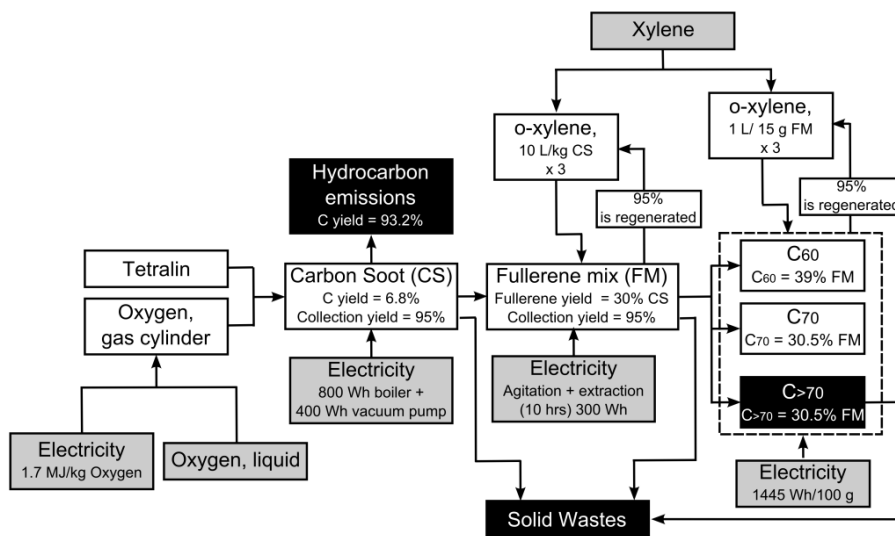 Xylene
o-xylene,
10 L/kg CS
x 3
o-xylene,
1 L/ 15 g FM
x 3
Hydrocarbon
emissions
C yield = 93.2%
95%
is regenerated
95%
is regenerated
Tetralin
Oxygen,
gas cylinder
Carbon Soot (CS)
C yield = 6.8%
Collection yield = 95%
Fullerene mix (FM)
Fullerene yield = 30% CS
Collection yield = 95%
C60
C60 = 39% FM
C70
C70 = 30.5% FM
C>70
C>70 = 30.5% FM
Electricity
800 Wh boiler +
400 Wh vacuum pump
Electricity
Agitation + extraction
(10 hrs) 300 Wh
Electricity
1.7 MJ/kg Oxygen
Oxygen, liquid
Electricity
1445 Wh/100 g
Solid Wastes